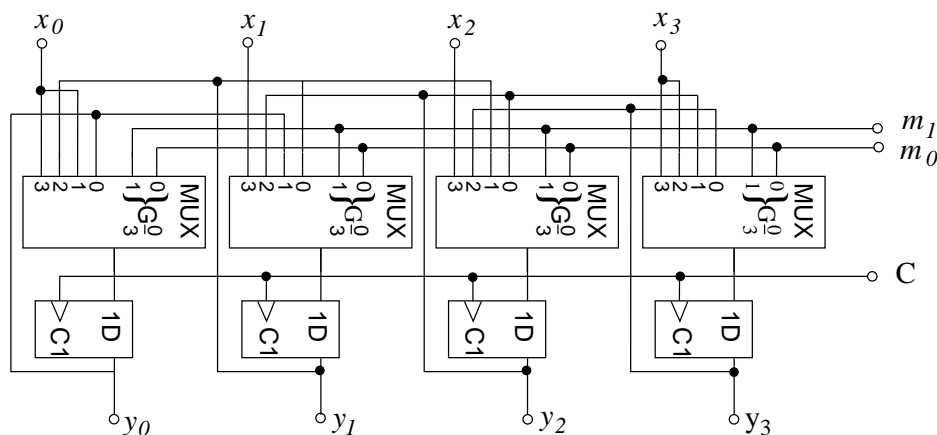 x0 x1 x2 x3
m1
m0
3 2 1 0 1 0 } G 0/3 MUX
3 2 1 0 1 0 } G 0/3 MUX
3 2 1 0 1 0 } G 0/3 MUX
3 2 1 0 1 0 } G 0/3 MUX
C
C1 1D C1 1D C1 1D C1 1D
y0 y1 y2 y3